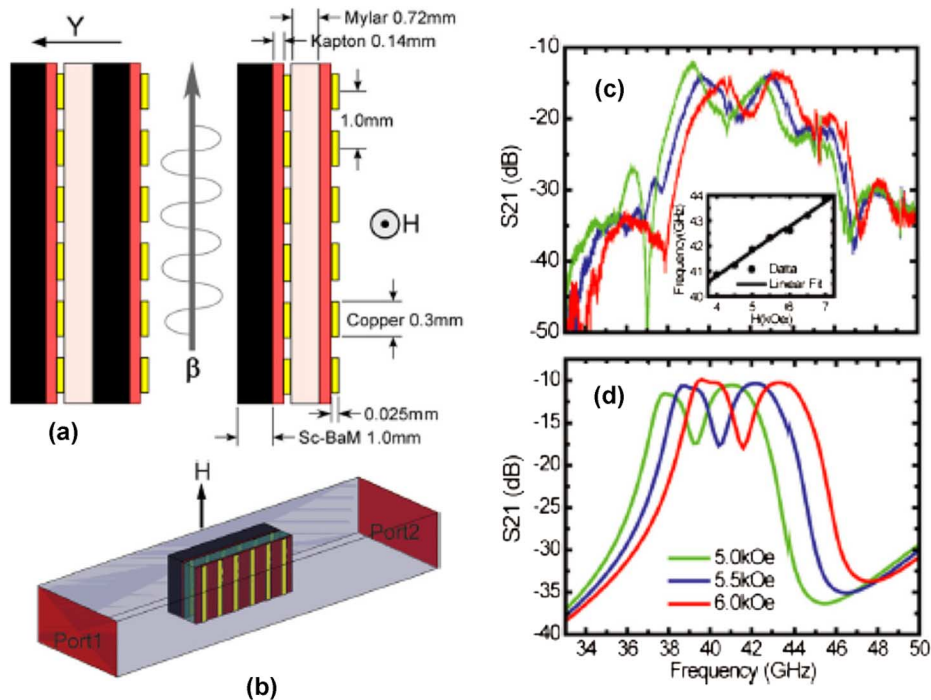 Y
Mylar 0.72mm
Kapton 0.14mm
1.0mm
H
Copper 0.3mm
β
0.025mm
Sc-BaM 1.0mm
(a)
H
Port2
Port1
(b)
-10
-20
-30
-40
-50
S21 (dB)
(c)
44
43
42
41
40
Frequency(GHz)
Data
Linear Fit
4 5 6 7
H(kOe)
-10
-15
-20
-25
-30
-35
-40
S21 (dB)
(d)
5.0kOe
5.5kOe
6.0kOe
34 36 38 40 42 44 46 48 50
Frequency (GHz)